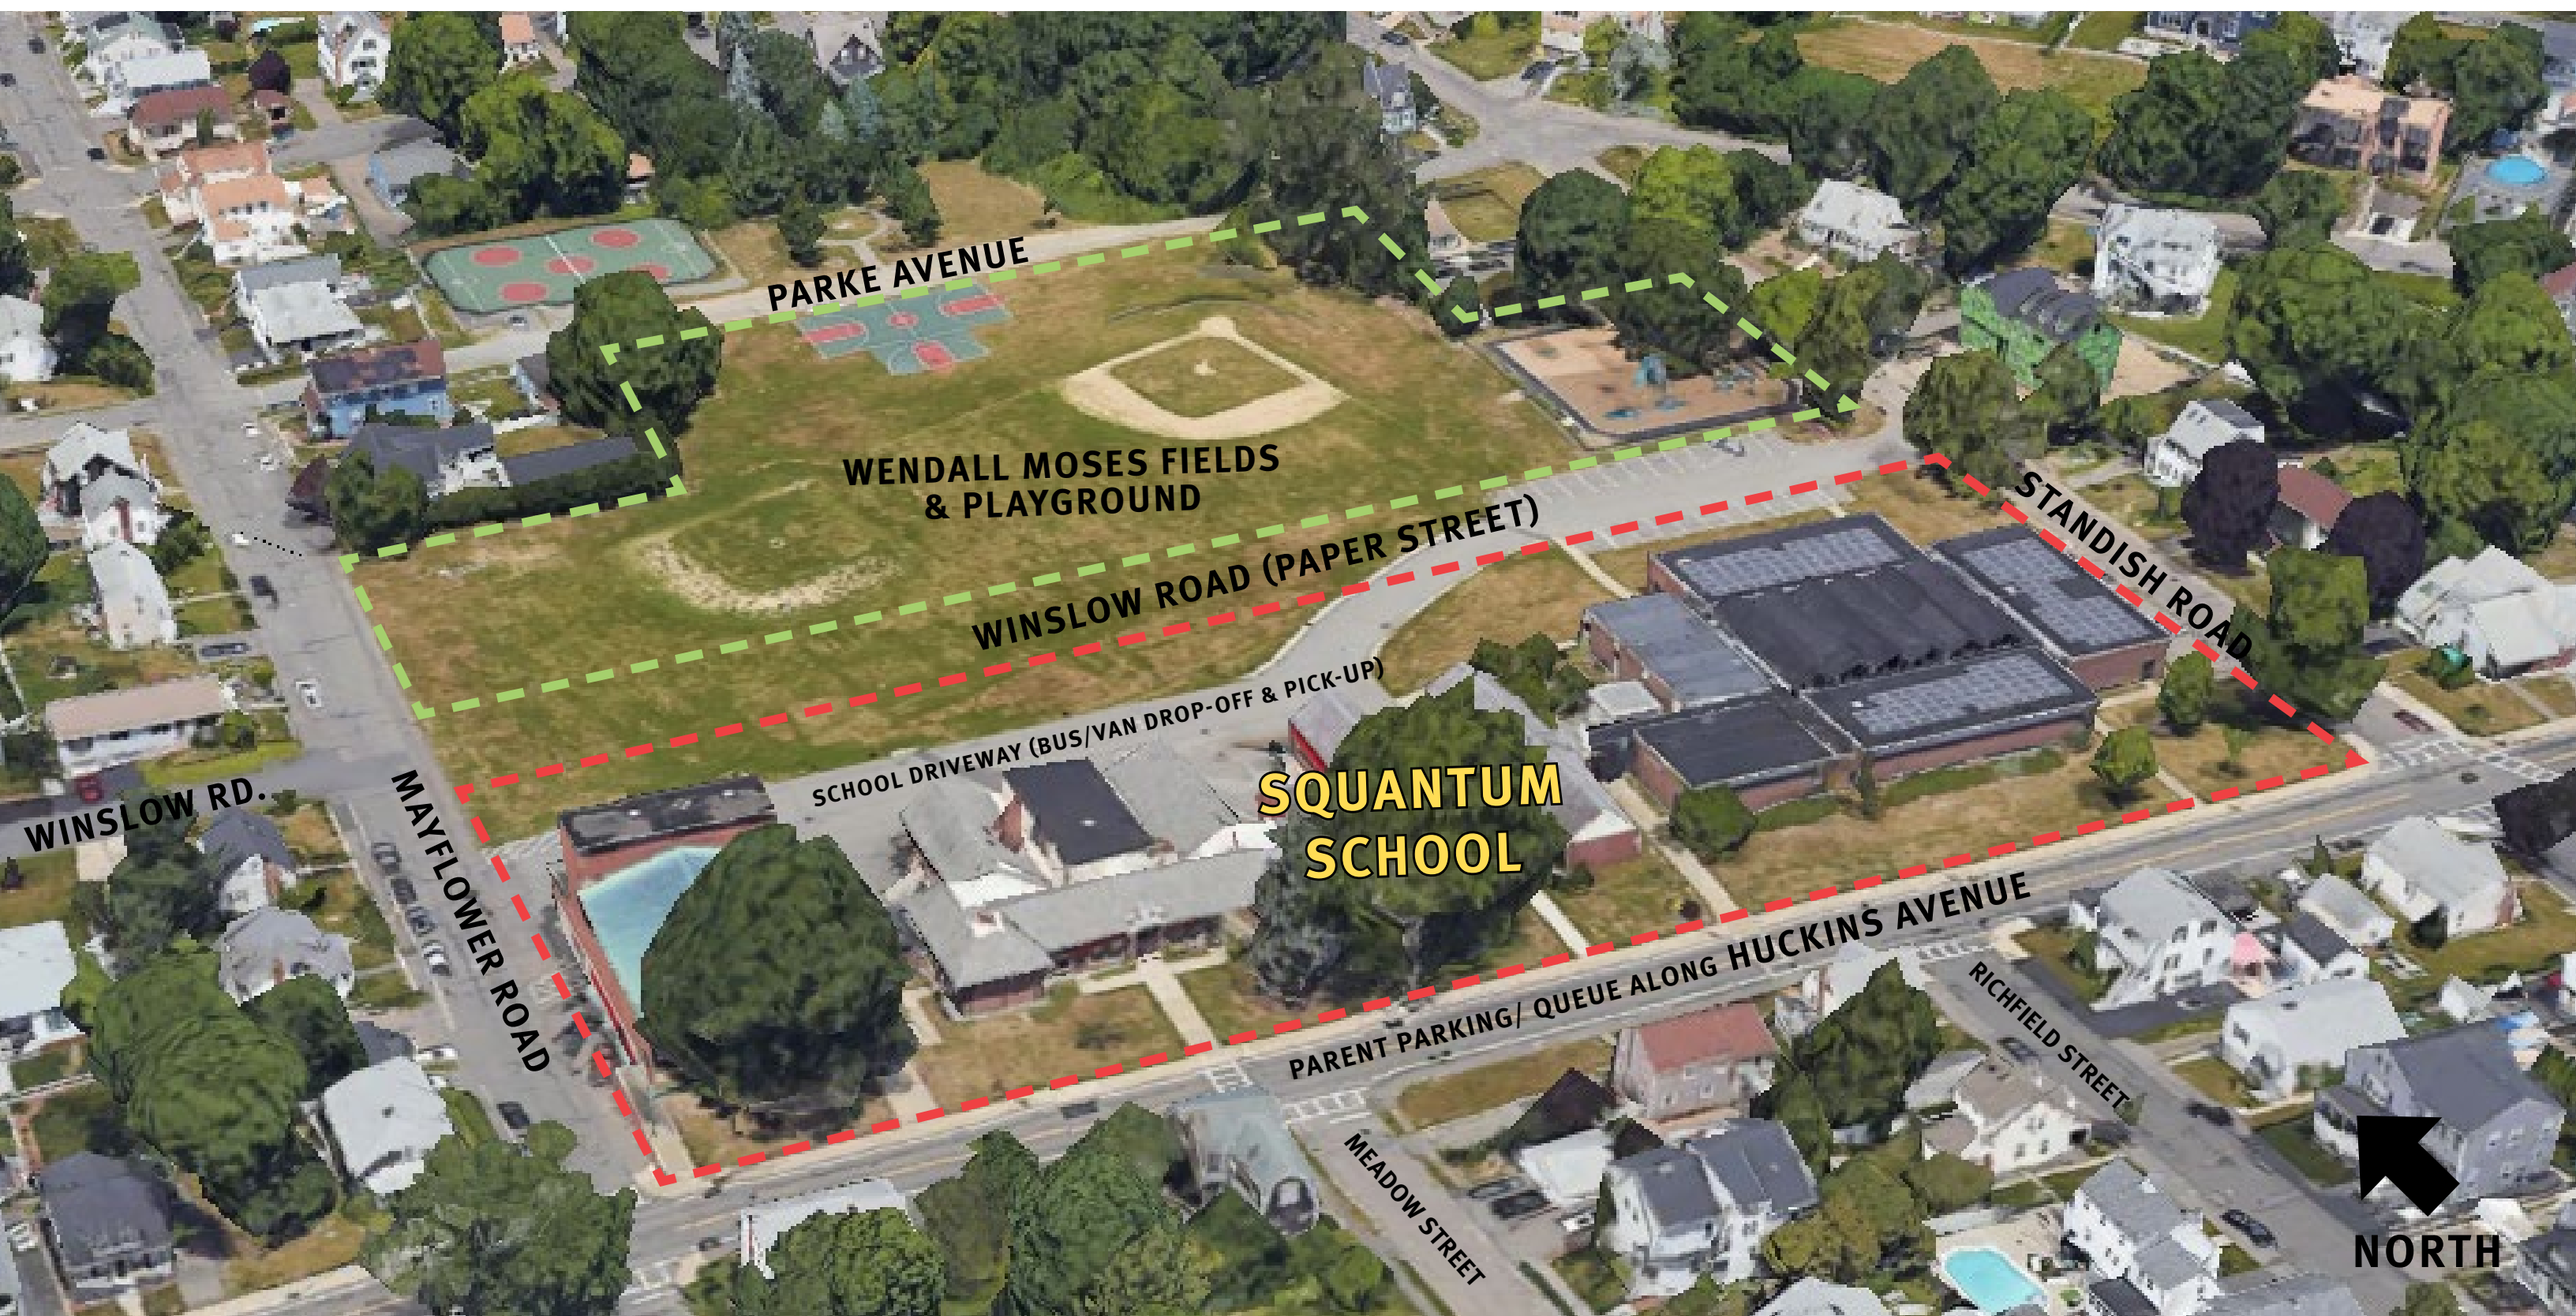 PARKE AVENUE
WENDALL MOSES FIELDS
& PLAYGROUND
WINSLOW ROAD (PAPER STREET)
STANDISH ROAD
SCHOOL DRIVEWAY (BUS/VAN DROP-OFF & PICK-UP)
SQUANTUM
SCHOOL
WINSLOW RD.
MAYFLOWER ROAD
PARENT PARKING/ QUEUE ALONG HUCKINS AVENUE
RICHFIELD STREET
MEADOW STREET
NORTH